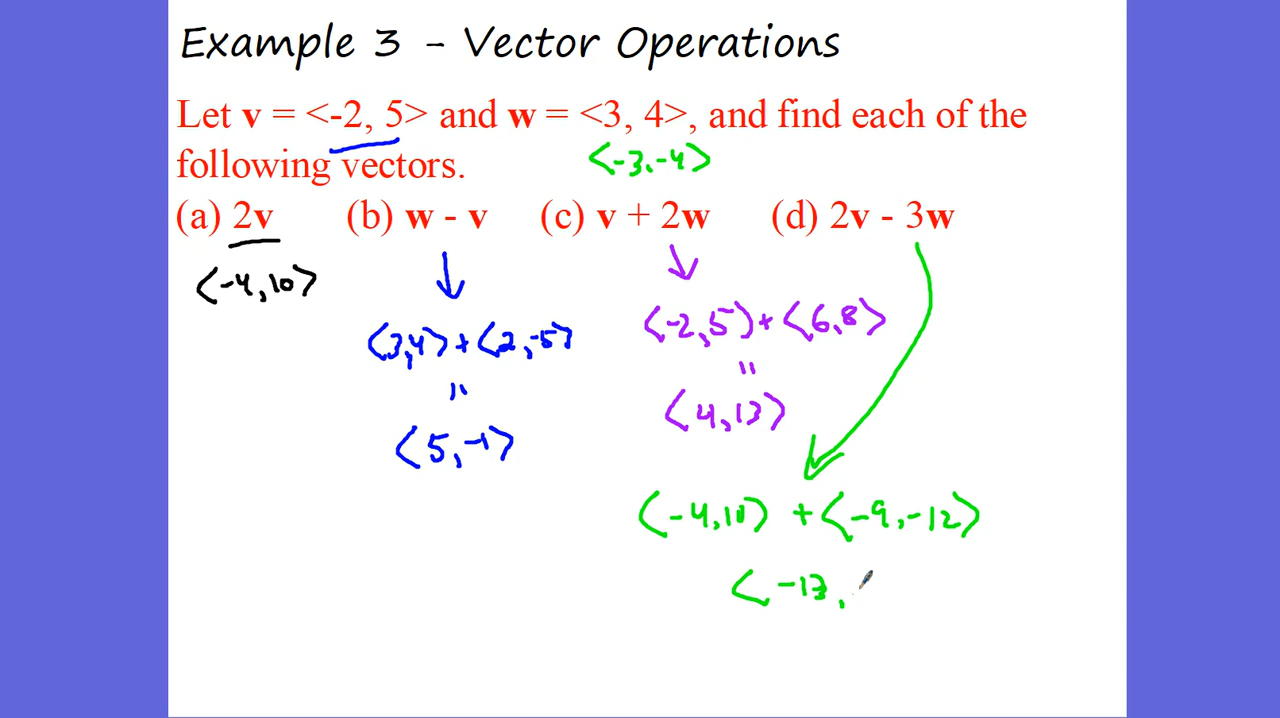 Example 3 - Vector Operations
Let v = <-2, 5> and w = <3, 4>, and find each of the
<-3,-4>
following vectors.
(a) 2v (b) w - v (c) v + 2w (d) 2v - 3w
<-4,10>
<3,4> + <2,-5>
=
<5,-1>
<-2,5> + <6,8>
=
<4,13>
<-4,10> + <-9,-12>
<-13,